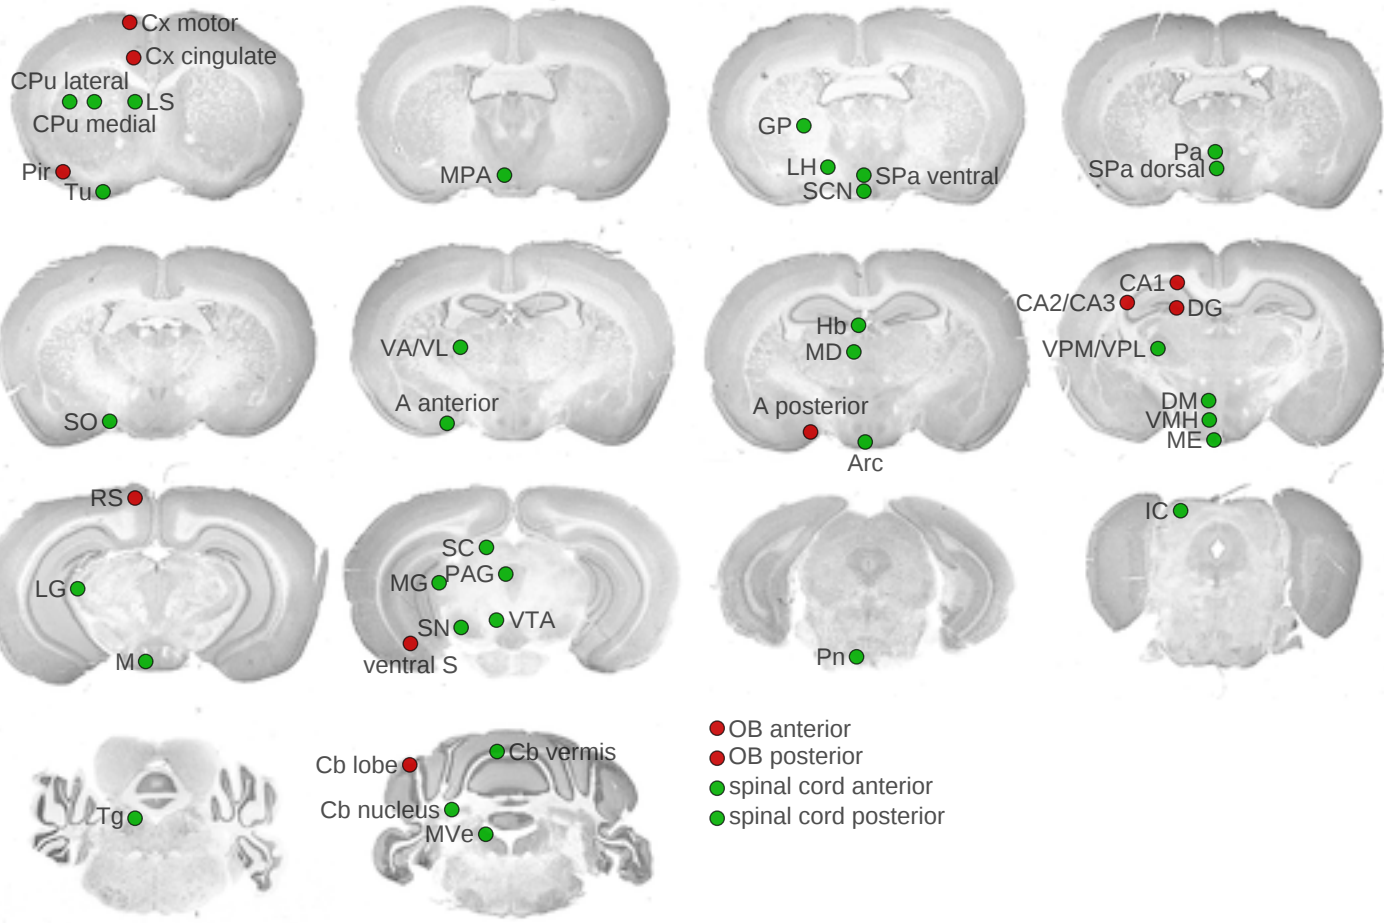 Cx motor
Cx cingulate
CPu lateral
LS
CPu medial
Pir
Tu
MPA
GP
LH
SPa ventral
SCN
Pa
SPa dorsal
SO
VA/VL
A anterior
Hb
MD
A posterior
Arc
CA1
CA2/CA3
DG
VPM/VPL
DM
VMH
ME
RS
LG
M
SC
MG
PAG
SN
VTA
ventral S
Pn
IC
Tg
Cb lobe
Cb vermis
Cb nucleus
MVe
OB anterior
OB posterior
spinal cord anterior
spinal cord posterior